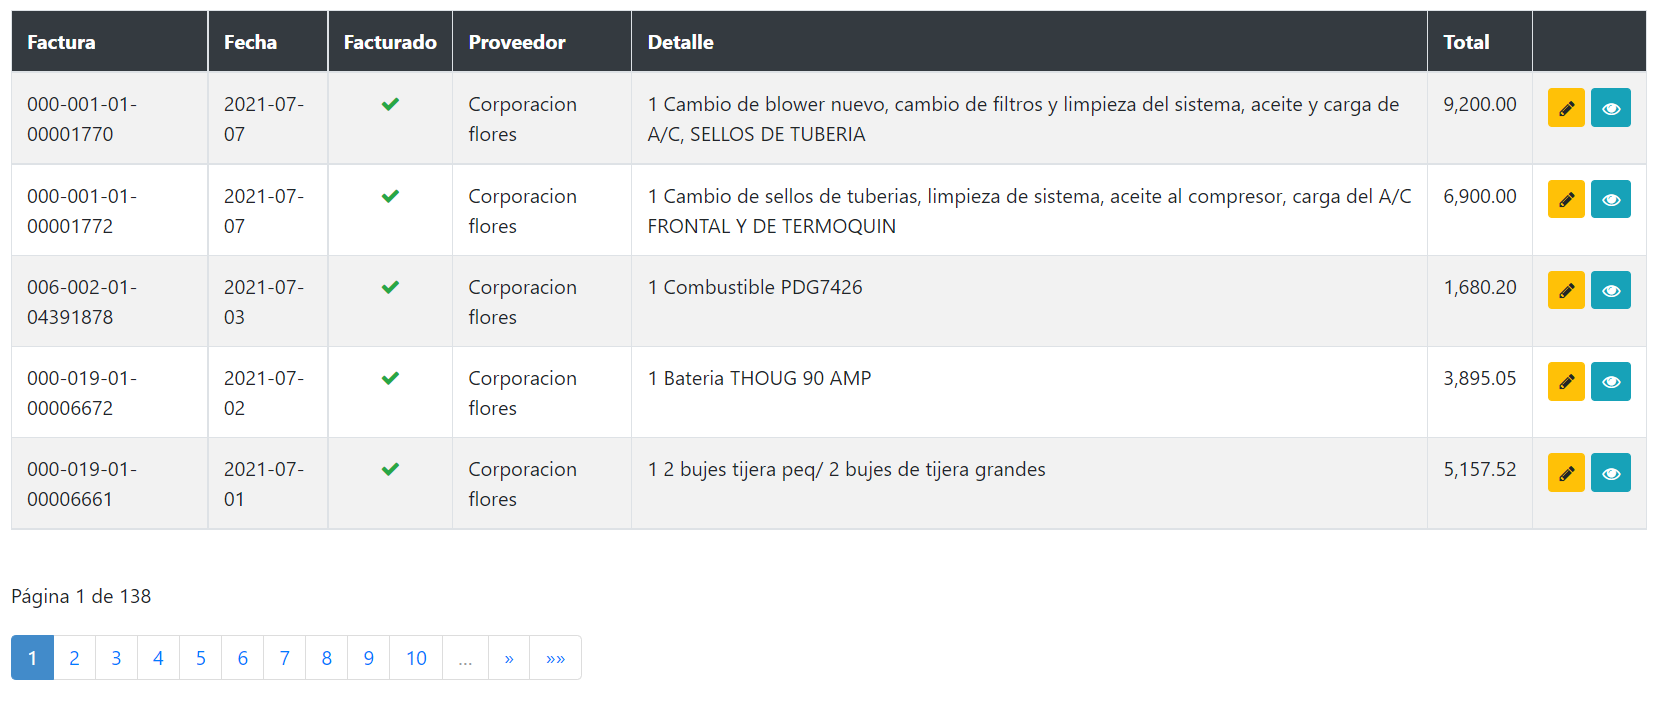 Factura Fecha Facturado Proveedor Detalle Total
000-001-01- 2021-07- Corporacion 1 Cambio de blower nuevo, cambio de filtros y limpieza del sistema, aceite y carga de 9,200.00
00001770 07 flores A/C, SELLOS DE TUBERIA
000-001-01- 2021-07- Corporacion 1 Cambio de sellos de tuberias, limpieza de sistema, aceite al compresor, carga del A/C 6,900.00
00001772 07 flores FRONTAL Y DE TERMOQUIN
006-002-01- 2021-07- Corporacion 1 Combustible PDG7426 1,680.20
04391878 03 flores
000-019-01- 2021-07- Corporacion 1 Bateria THOUG 90 AMP 3,895.05
00006672 02 flores
000-019-01- 2021-07- Corporacion 1 2 bujes tijera peq/ 2 bujes de tijera grandes 5,157.52
00006661 01 flores
Página 1 de 138
1 2 3 4 5 6 7 8 9 10 ... » »»